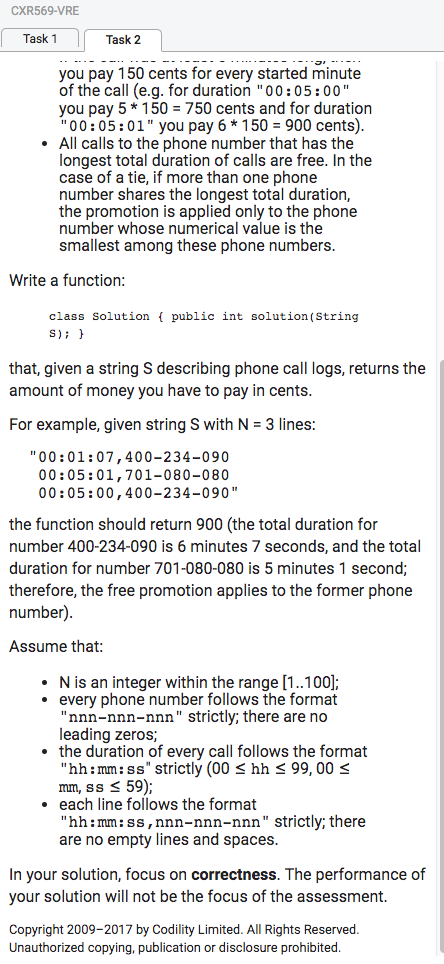 CXR569-VRE
Task 1
Task 2
you pay 150 cents for every started minute
of the call (e.g. for duration "00:05:00"
you pay 5 * 150 = 750 cents and for duration
"00:05:01" you pay 6 * 150 = 900 cents).
• All calls to the phone number that has the
longest total duration of calls are free. In the
case of a tie, if more than one phone
number shares the longest total duration,
the promotion is applied only to the phone
number whose numerical value is the
smallest among these phone numbers.
Write a function:
class Solution { public int solution(String
S); }
that, given a string S describing phone call logs, returns the
amount of money you have to pay in cents.
For example, given string S with N = 3 lines:
"00:01:07,400-234-090
00:05:01,701-080-080
00:05:00,400-234-090"
the function should return 900 (the total duration for
number 400-234-090 is 6 minutes 7 seconds, and the total
duration for number 701-080-080 is 5 minutes 1 second;
therefore, the free promotion applies to the former phone
number).
Assume that:
• N is an integer within the range [1..100];
• every phone number follows the format
"nnn-nnn-nnn" strictly; there are no
leading zeros;
• the duration of every call follows the format
"hh:mm:ss" strictly (00 ≤ hh ≤ 99, 00 ≤
mm, ss ≤ 59);
• each line follows the format
"hh:mm:ss,nnn-nnn-nnn" strictly; there
are no empty lines and spaces.
In your solution, focus on correctness. The performance of
your solution will not be the focus of the assessment.
Copyright 2009–2017 by Codility Limited. All Rights Reserved.
Unauthorized copying, publication or disclosure prohibited.